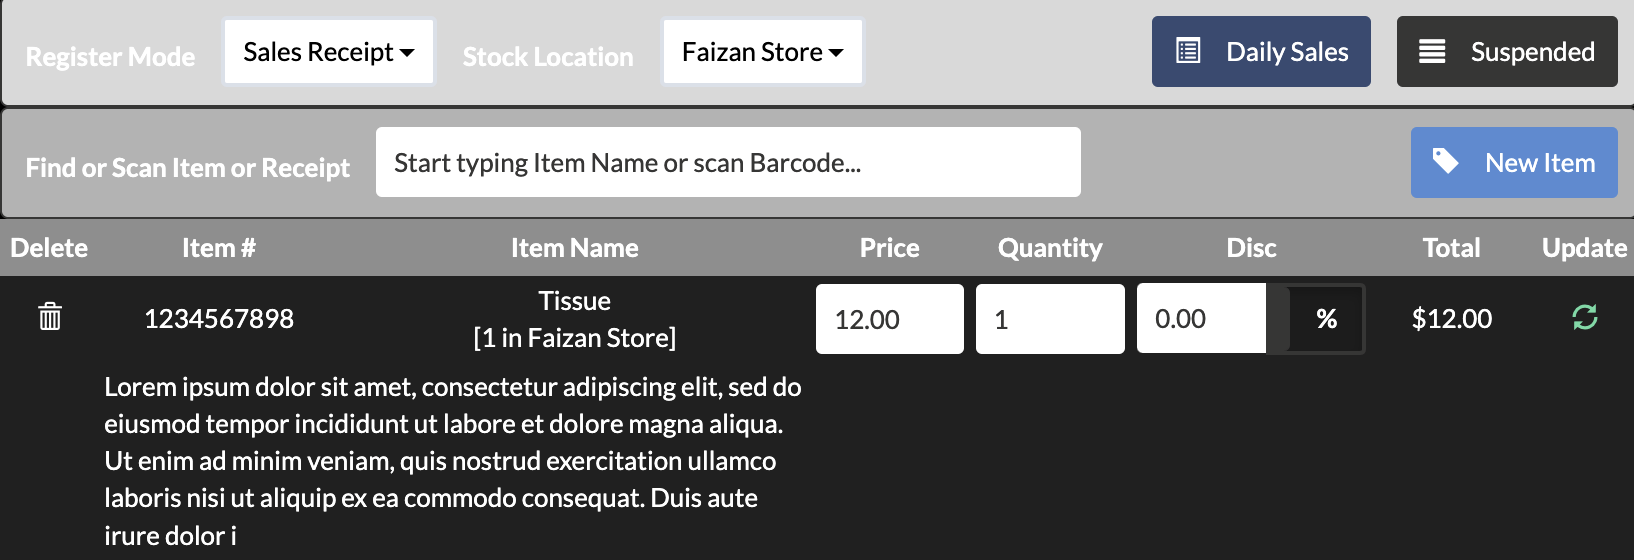 Register Mode Sales Receipt Stock Location Faizan Store Daily Sales Suspended
Find or Scan Item or Receipt Start typing Item Name or scan Barcode... New Item
Delete Item # Item Name Price Quantity Disc Total Update
1234567898 Tissue 12.00 1 0.00 % $12.00
[1 in Faizan Store]
Lorem ipsum dolor sit amet, consectetur adipiscing elit, sed do
eiusmod tempor incididunt ut labore et dolore magna aliqua.
Ut enim ad minim veniam, quis nostrud exercitation ullamco
laboris nisi ut aliquip ex ea commodo consequat. Duis aute
irure dolor i